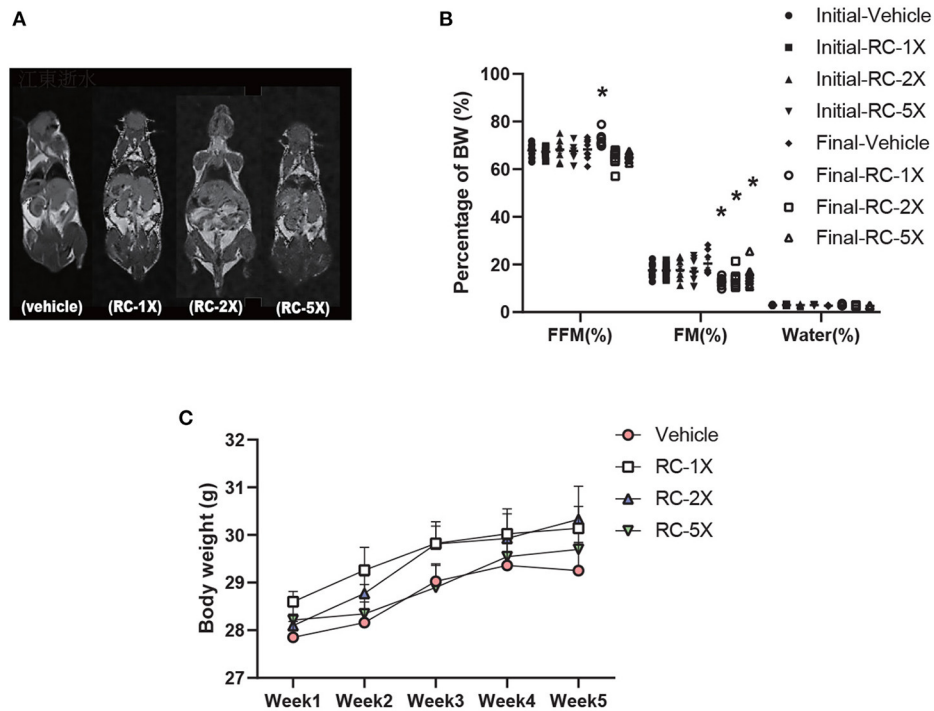 A
江東浙水
(vehicle) (RC-1X) (RC-2X) (RC-5X)
B
Percentage of BW (%)
100
80
60
40
20
0
*
* * *
FFM(%) FM(%) Water(%)
Initial-Vehicle
Initial-RC-1X
Initial-RC-2X
Initial-RC-5X
Final-Vehicle
Final-RC-1X
Final-RC-2X
Final-RC-5X
C
Body weight (g)
32
31
30
29
28
27
Week1 Week2 Week3 Week4 Week5
Vehicle
RC-1X
RC-2X
RC-5X